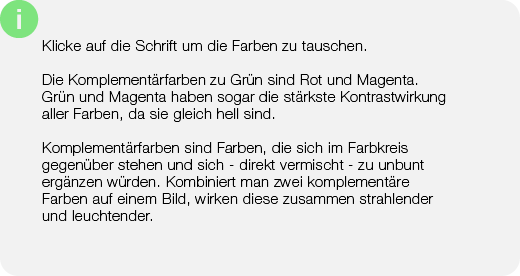 i
Klicke auf die Schrift um die Farben zu tauschen.
Die Komplementärfarben zu Grün sind Rot und Magenta.
Grün und Magenta haben sogar die stärkste Kontrastwirkung
aller Farben, da sie gleich hell sind.
Komplementärfarben sind Farben, die sich im Farbkreis
gegenüber stehen und sich - direkt vermischt - zu unbunt
ergänzen würden. Kombiniert man zwei komplementäre
Farben auf einem Bild, wirken diese zusammen strahlender
und leuchtender.